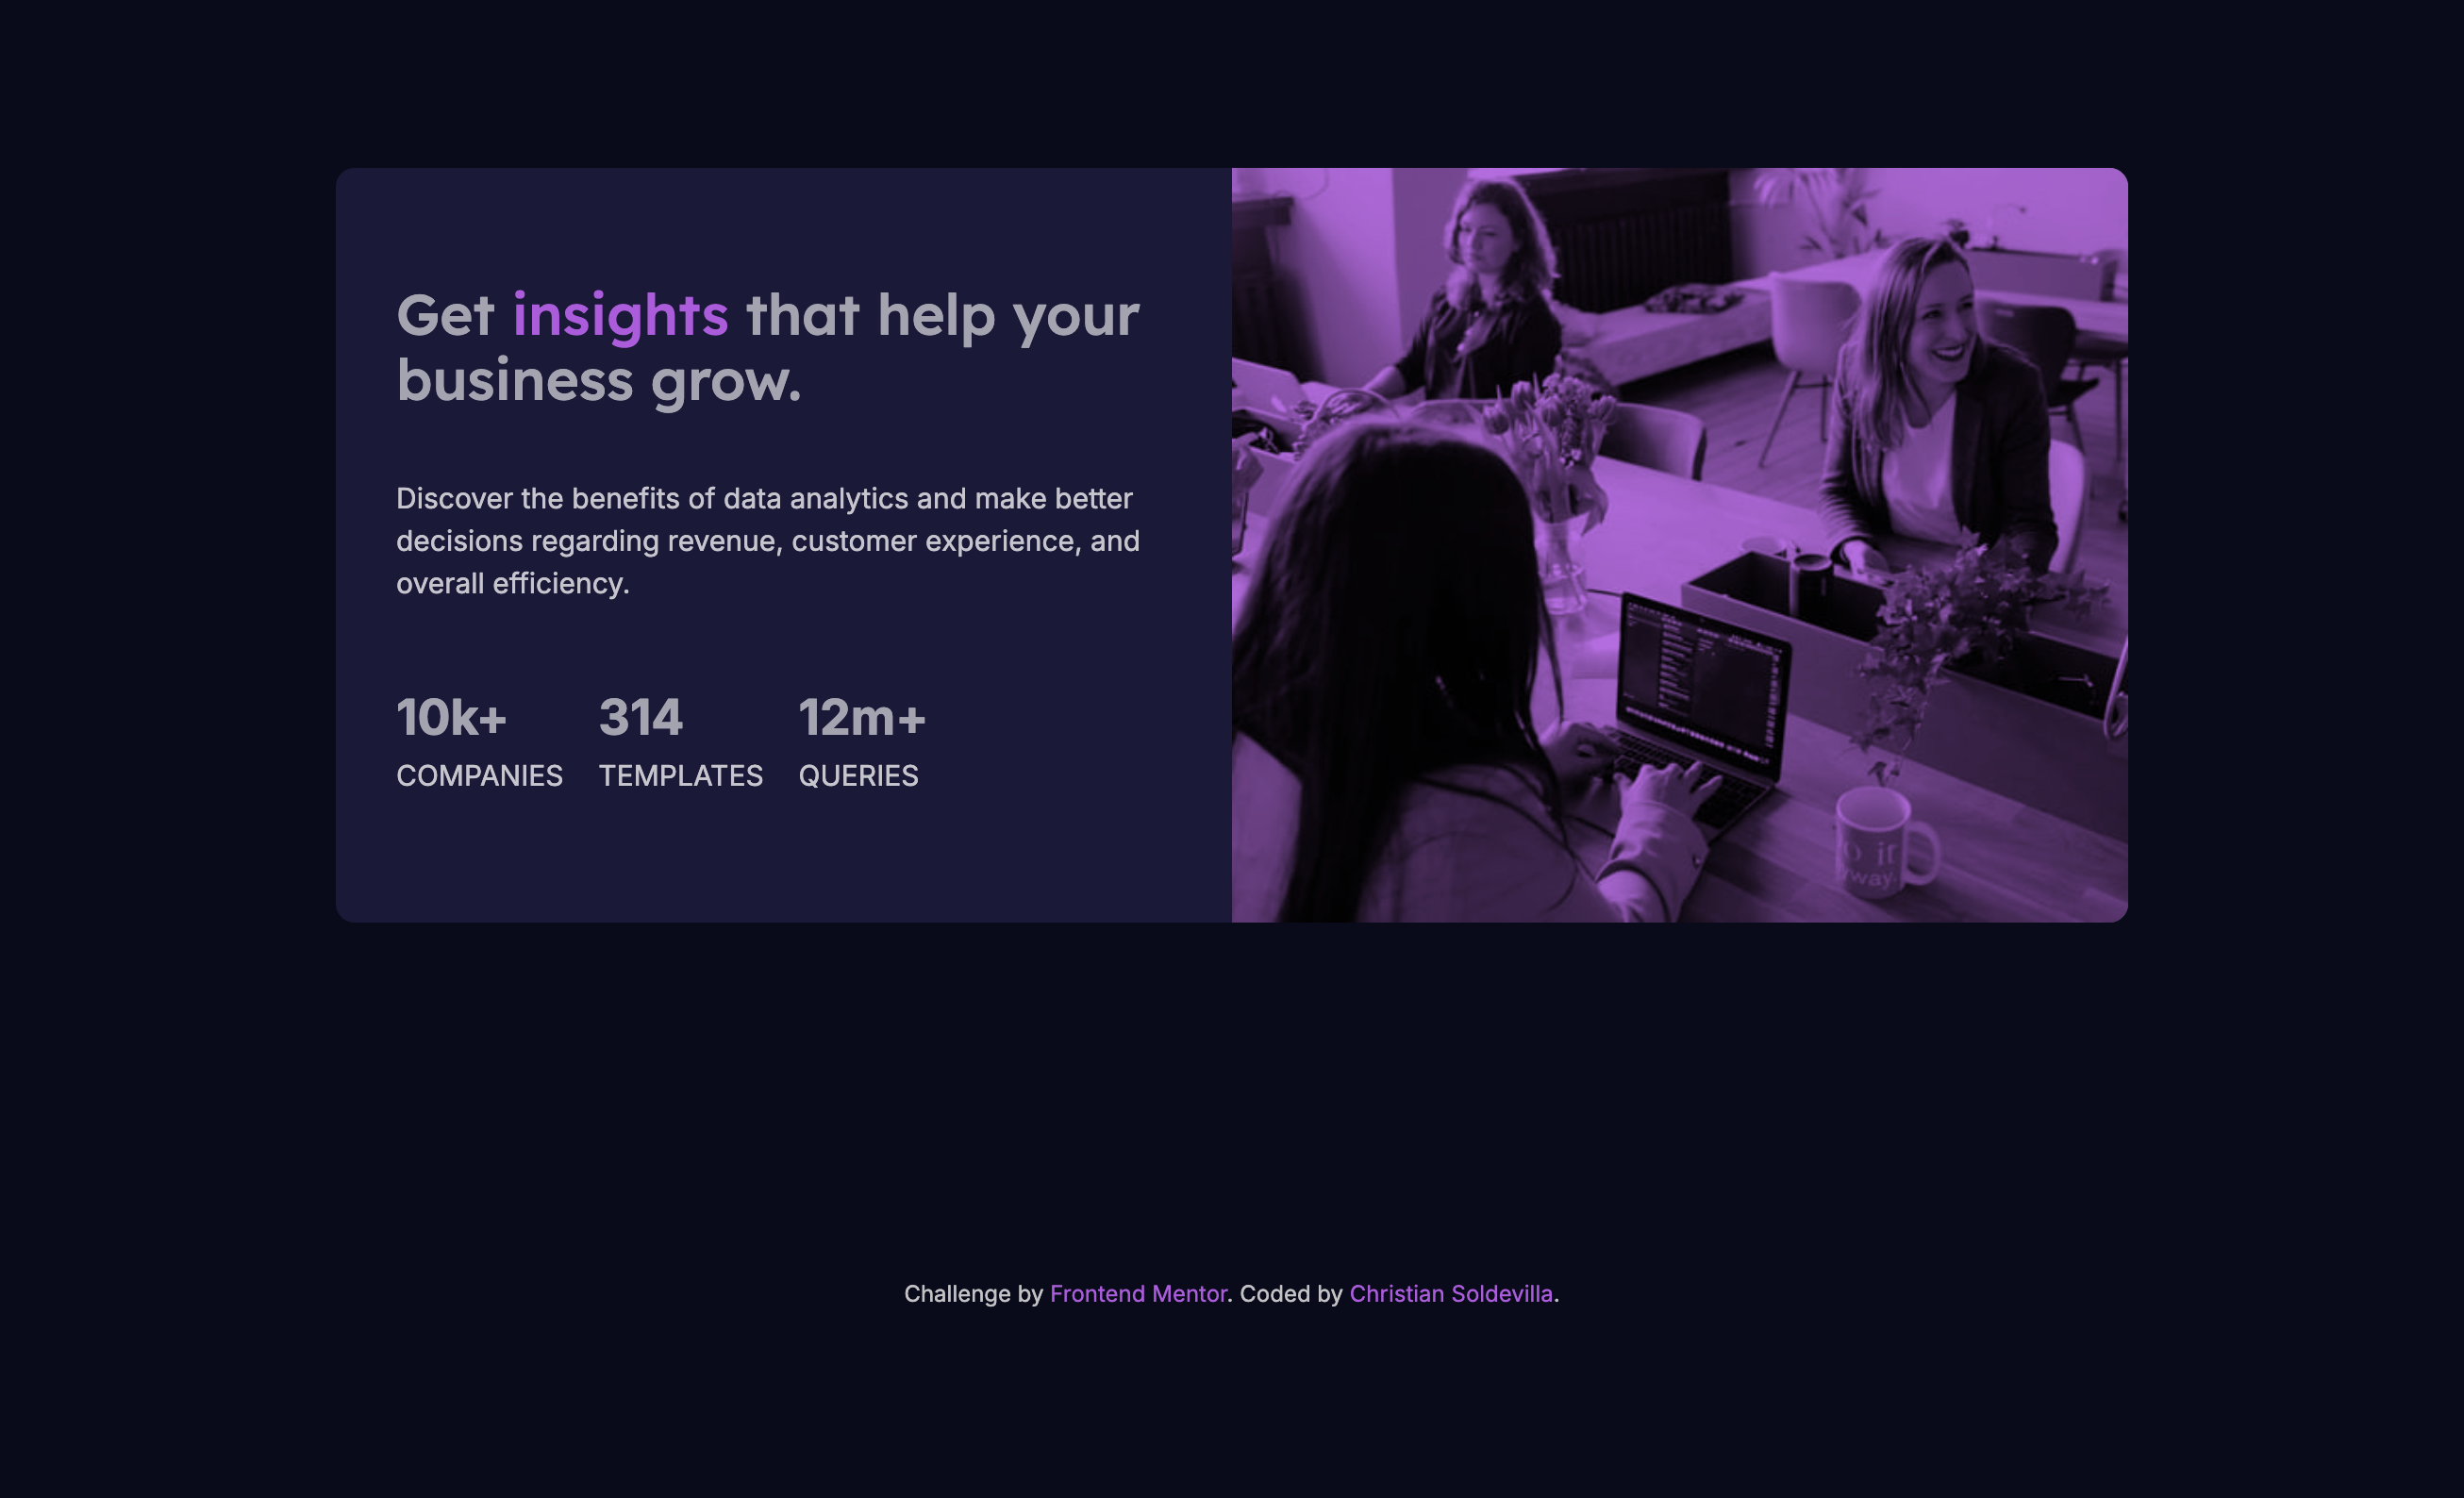 Get insights that help your
business grow.
Discover the benefits of data analytics and make better
decisions regarding revenue, customer experience, and
overall efficiency.
10k+ 314 12m+
COMPANIES TEMPLATES QUERIES
way.
Challenge by Frontend Mentor. Coded by Christian Soldevilla.